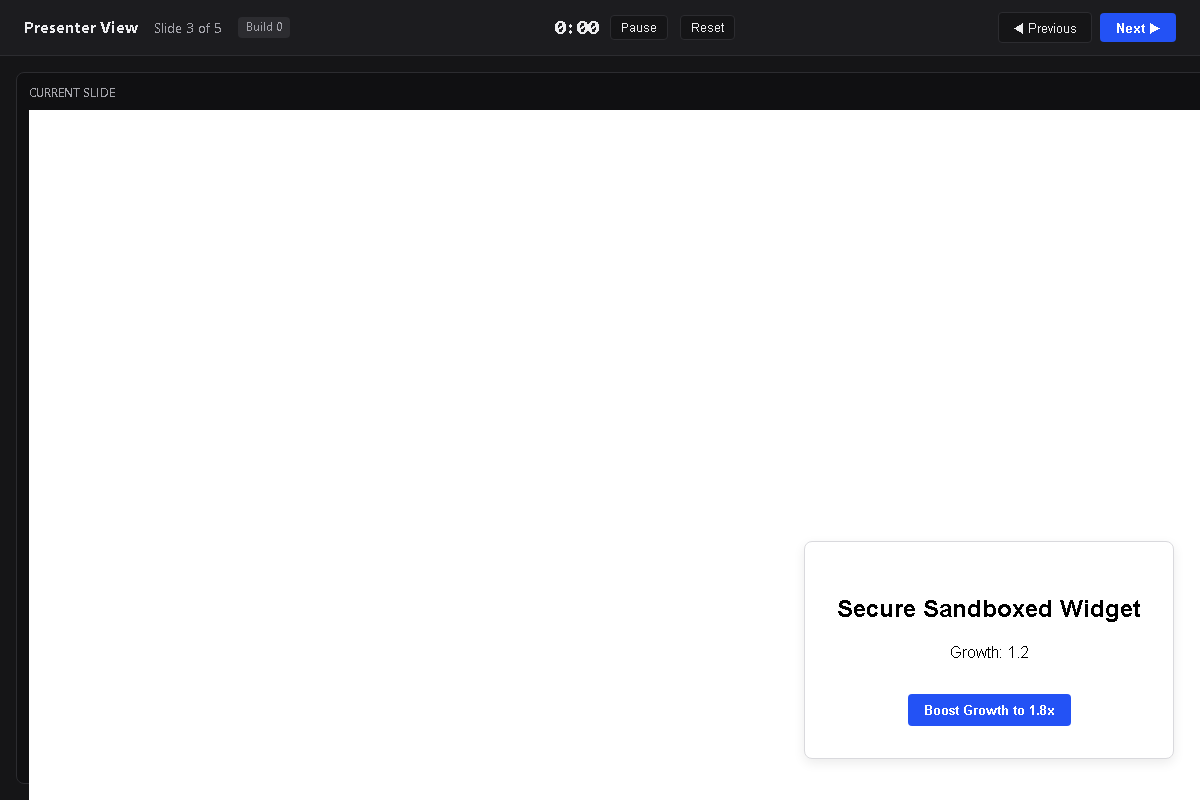 Presenter View Slide 3 of 5 Build 0 0:00 Pause Reset ◀ Previous Next ▶
CURRENT SLIDE
Secure Sandboxed Widget
Growth: 1.2
Boost Growth to 1.8x